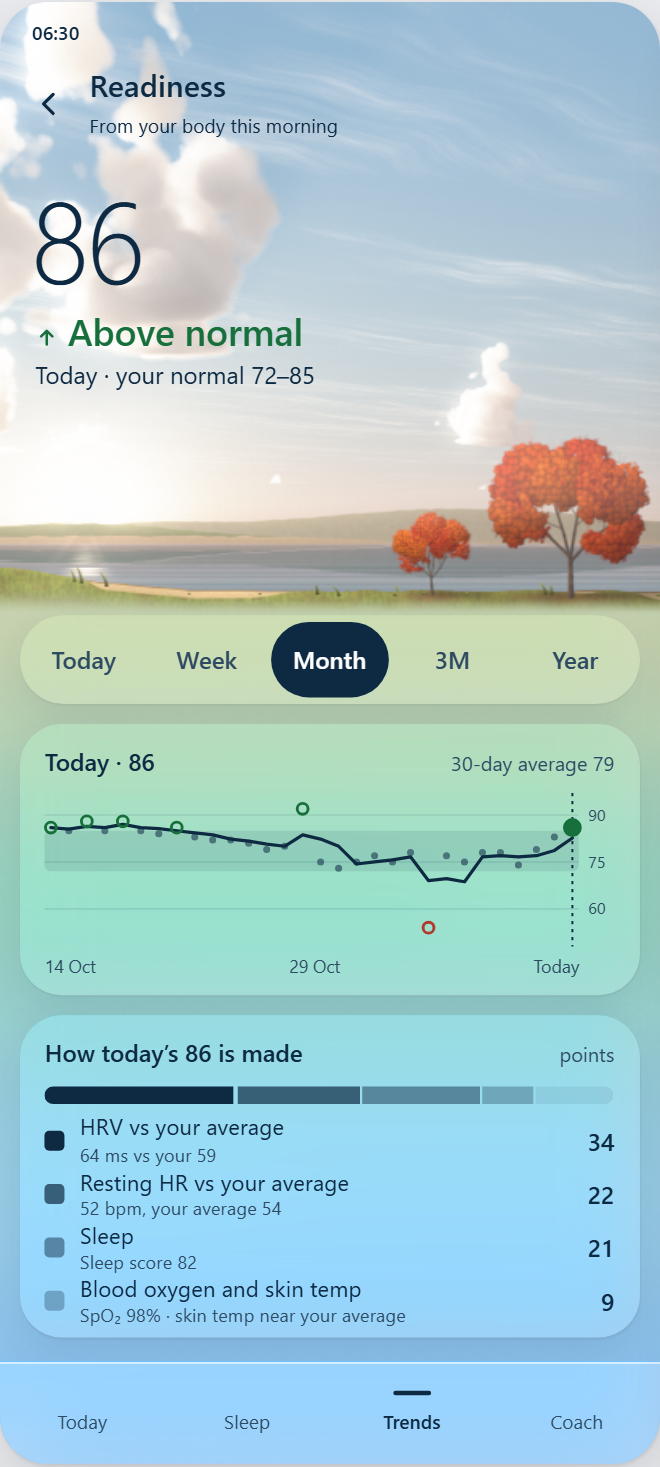 06:30
Readiness
From your body this morning
86
↑ Above normal
Today · your normal 72–85
Today Week Month 3M Year
Today · 86 30-day average 79
90
75
60
14 Oct 29 Oct Today
How today’s 86 is made points
HRV vs your average 34
64 ms vs your 59
Resting HR vs your average 22
52 bpm, your average 54
Sleep 21
Sleep score 82
Blood oxygen and skin temp 9
SpO₂ 98% · skin temp near your average
Today Sleep Trends Coach